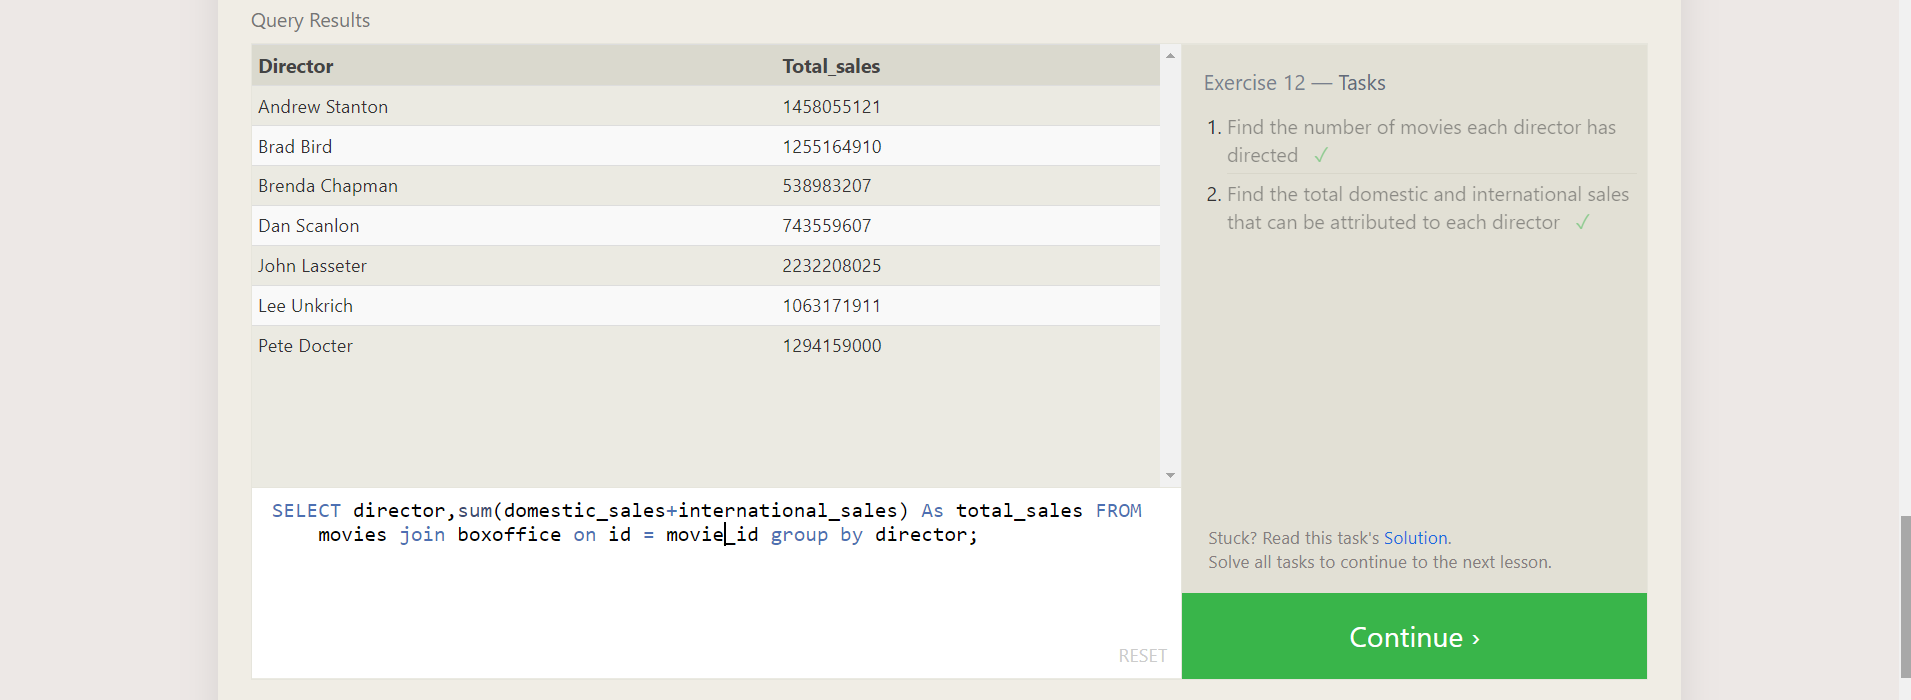 Query Results
Director Total_sales
Andrew Stanton 1458055121
Brad Bird 1255164910
Brenda Chapman 538983207
Dan Scanlon 743559607
John Lasseter 2232208025
Lee Unkrich 1063171911
Pete Docter 1294159000
SELECT director,sum(domestic_sales+international_sales) As total_sales FROM
movies join boxoffice on id = movie_id group by director;
RESET
Exercise 12 — Tasks
1. Find the number of movies each director has
directed ✓
2. Find the total domestic and international sales
that can be attributed to each director ✓
Stuck? Read this task's Solution.
Solve all tasks to continue to the next lesson.
Continue ›